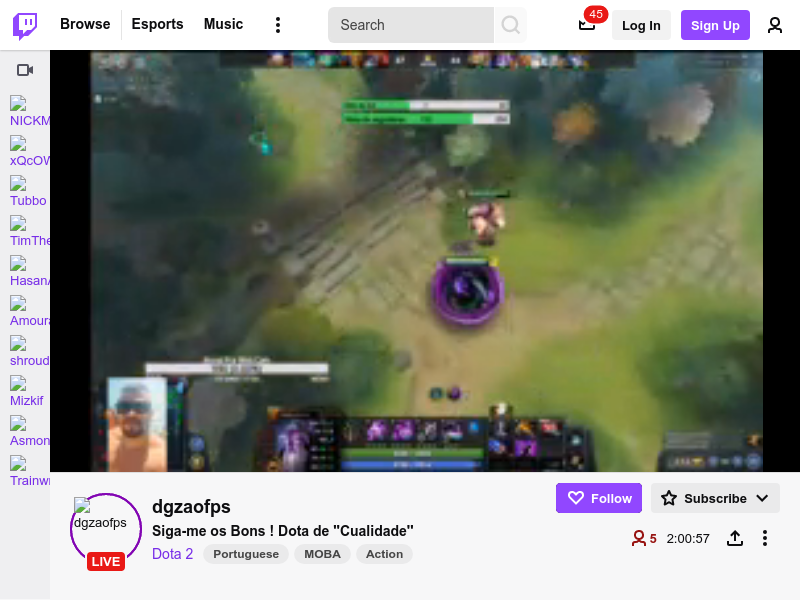 Browse
Esports
Music
Search
45
Log In
Sign Up
NICKM
xQcOW
Tubbo
TimThe
HasanA
Amoura
shroud
Mizkif
Asmon
Trainw
dgzaofps
LIVE
dgzaofps
Siga-me os Bons ! Dota de "Cualidade"
Dota 2
Portuguese
MOBA
Action
Follow
Subscribe
5
2:00:57